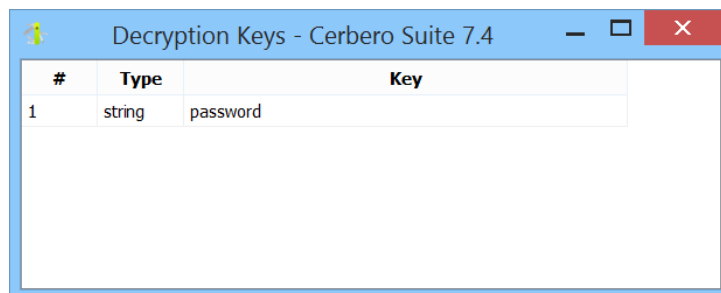 Decryption Keys - Cerbero Suite 7.4
# Type Key
1 string password